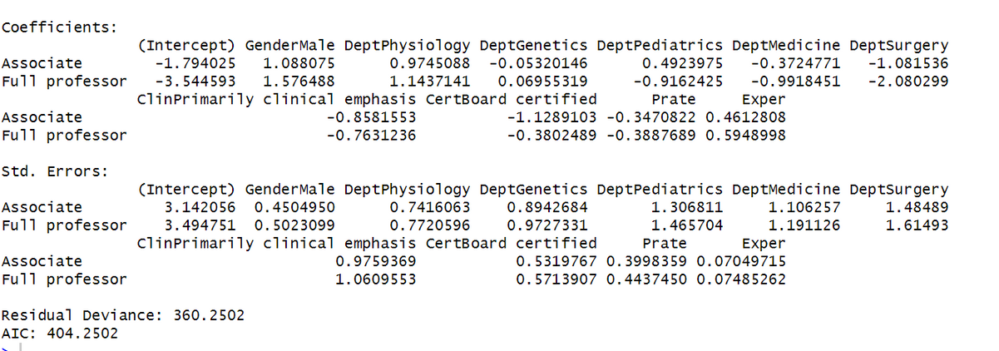 Coefficients:
(Intercept) GenderMale DeptPhysiology DeptGenetics DeptPediatrics DeptMedicine DeptSurgery
Associate -1.794025 1.088075 0.9745088 -0.05320146 0.4923975 -0.3724771 -1.081536
Full professor -3.544593 1.576488 1.1437141 0.06955319 -0.9162425 -0.9918451 -2.080299
ClinPrimarily clinical emphasis CertBoard certified Prate Exper
Associate -0.8581553 -1.1289103 -0.3470822 0.4612808
Full professor -0.7631236 -0.3802489 -0.3887689 0.5948998
Std. Errors:
(Intercept) GenderMale DeptPhysiology DeptGenetics DeptPediatrics DeptMedicine DeptSurgery
Associate 3.142056 0.4504950 0.7416063 0.8942684 1.306811 1.106257 1.48489
Full professor 3.494751 0.5023099 0.7720596 0.9727331 1.465704 1.191126 1.61493
ClinPrimarily clinical emphasis CertBoard certified Prate Exper
Associate 0.9759369 0.5319767 0.3998359 0.07049715
Full professor 1.0609553 0.5713907 0.4437450 0.07485262
Residual Deviance: 360.2502
AIC: 404.2502
>